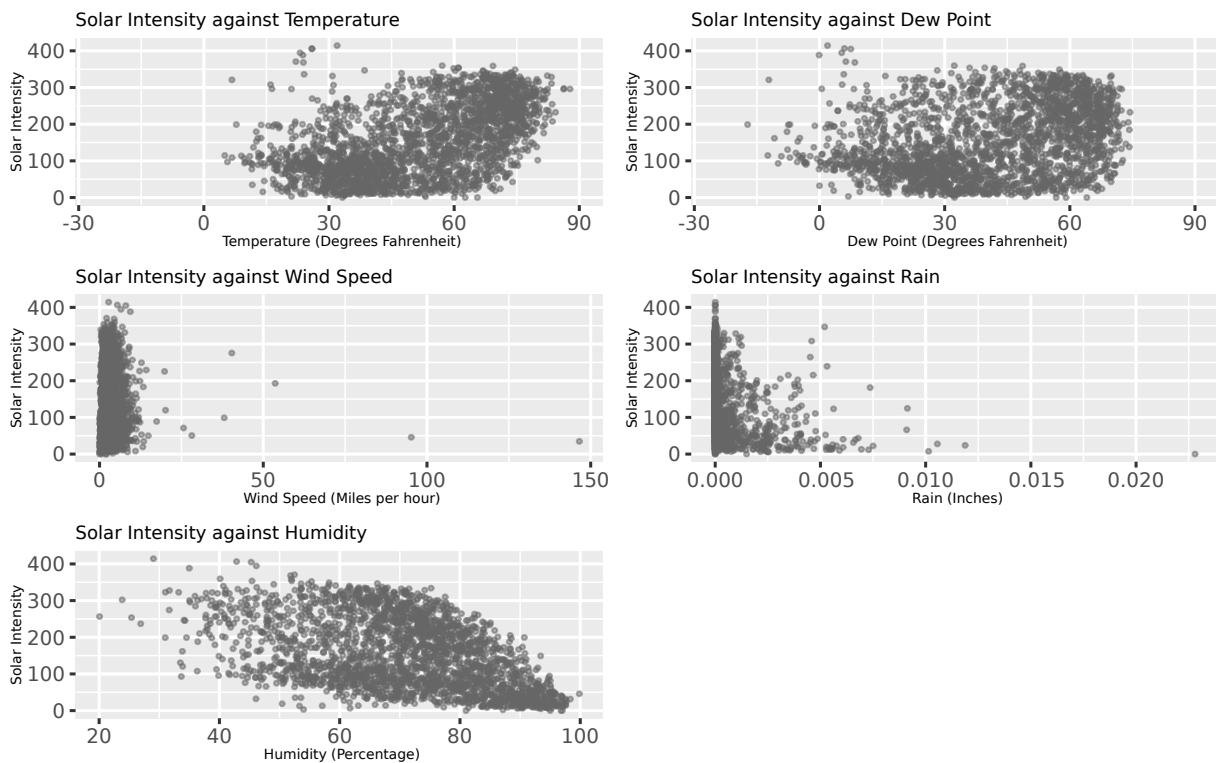 Solar Intensity against Temperature
Solar Intensity
400
300
200
100
0
-30 0 30 60 90
Temperature (Degrees Fahrenheit)
Solar Intensity against Dew Point
Solar Intensity
400
300
200
100
0
-30 0 30 60 90
Dew Point (Degrees Fahrenheit)
Solar Intensity against Wind Speed
Solar Intensity
400
300
200
100
0
0 50 100 150
Wind Speed (Miles per hour)
Solar Intensity against Rain
Solar Intensity
400
300
200
100
0
0.000 0.005 0.010 0.015 0.020
Rain (Inches)
Solar Intensity against Humidity
Solar Intensity
400
300
200
100
0
20 40 60 80 100
Humidity (Percentage)